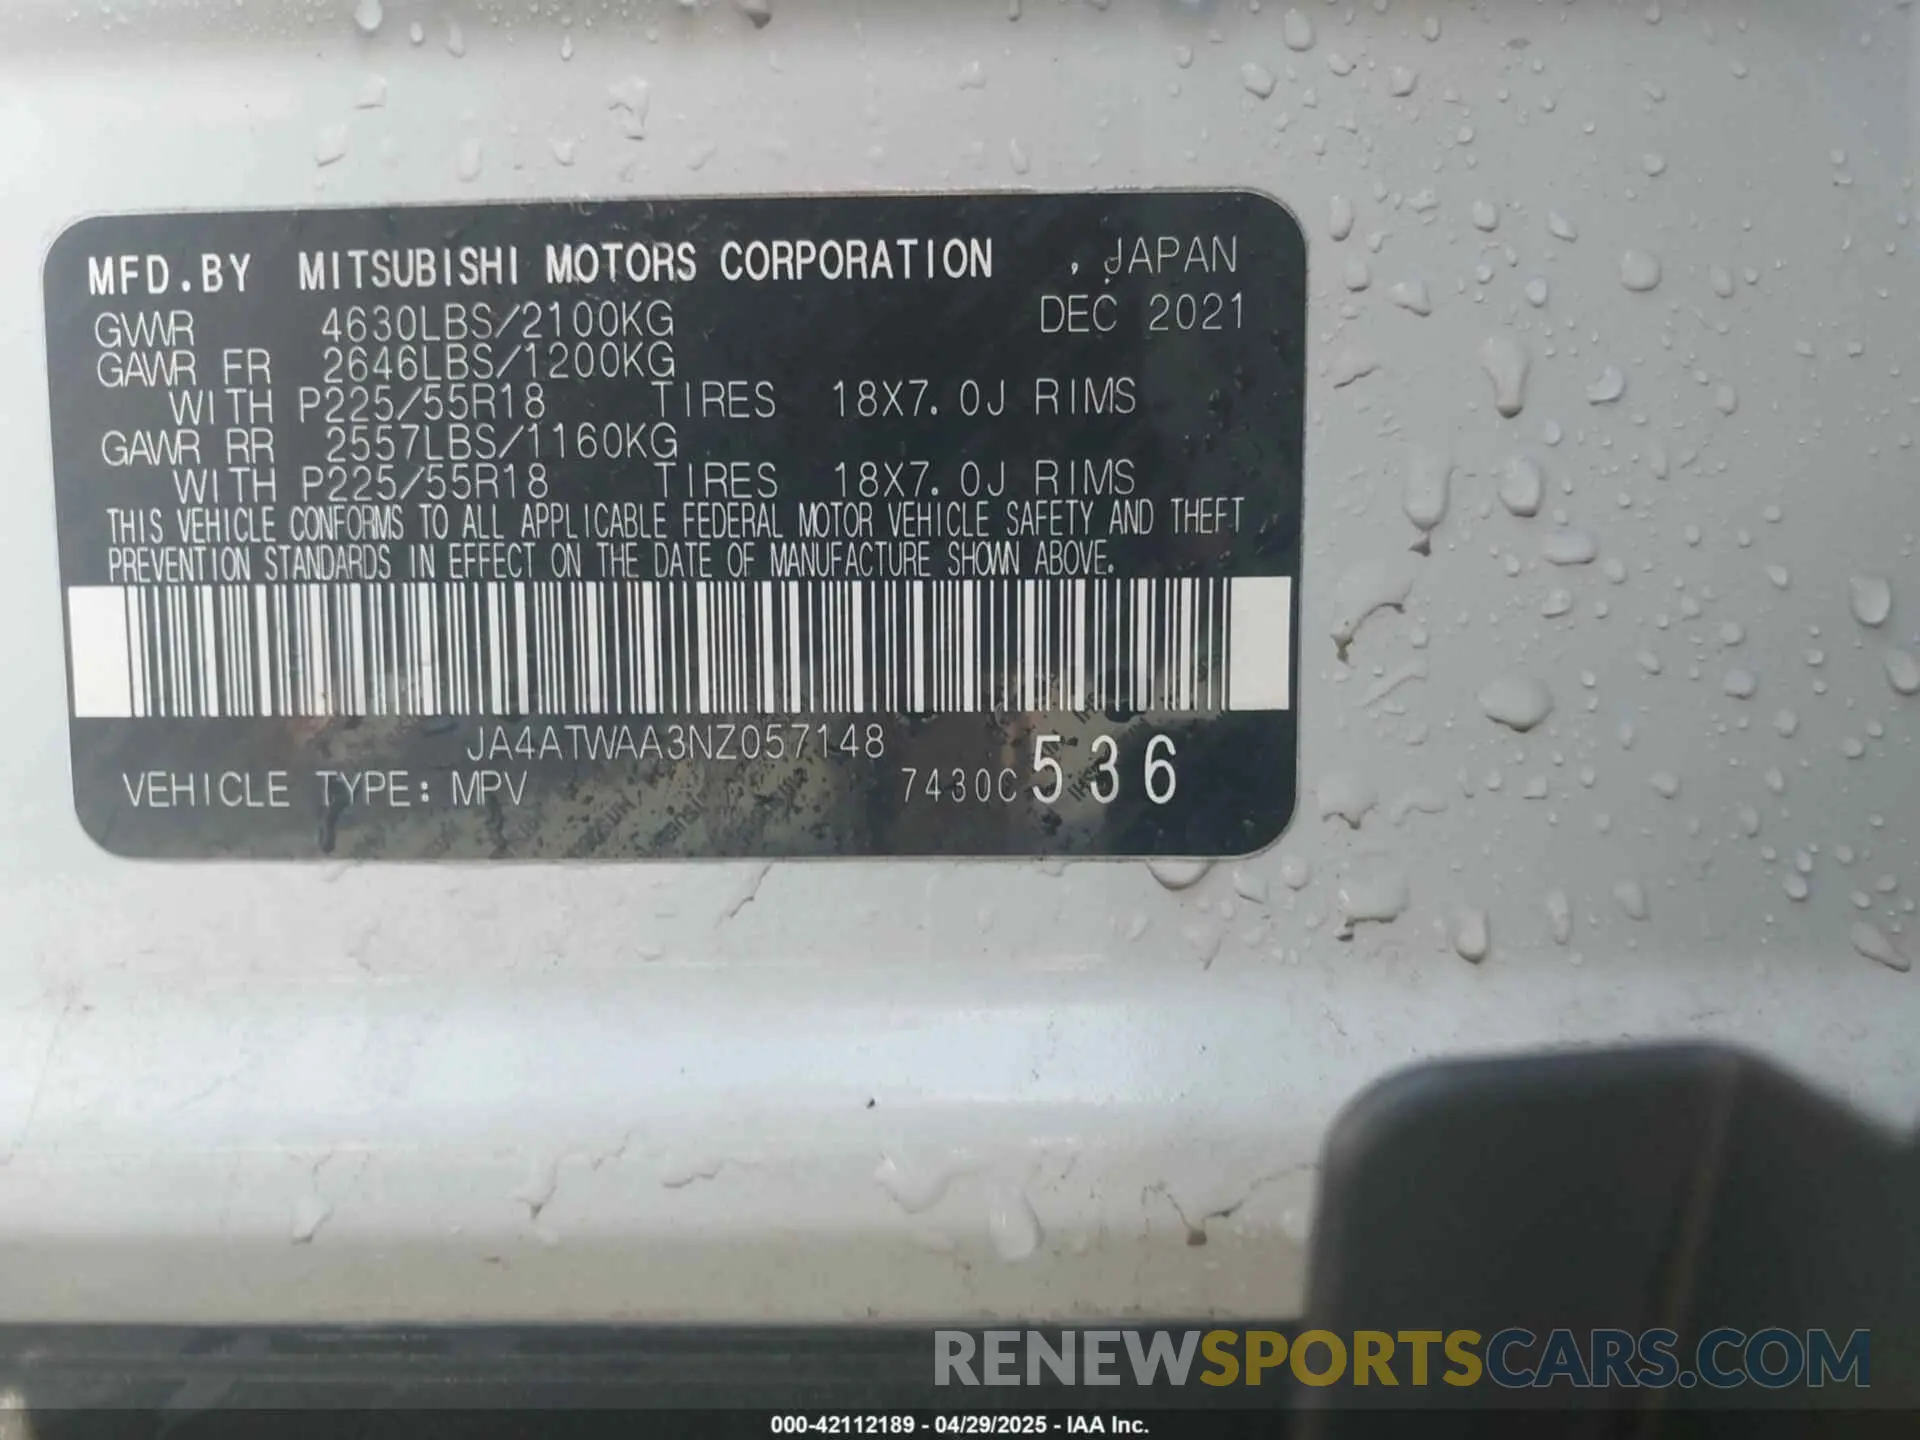 MFD.BY MITSUBISHI MOTORS CORPORATION , JAPAN
GVWR 4630LBS/2100KG DEC 2021
GAWR FR 2646LBS/1200KG
WITH P225/55R18 TIRES 18X7.0J RIMS
GAWR RR 2557LBS/1160KG
WITH P225/55R18 TIRES 18X7.0J RIMS
THIS VEHICLE CONFORMS TO ALL APPLICABLE FEDERAL MOTOR VEHICLE SAFETY AND THEFT
PREVENTION STANDARDS IN EFFECT ON THE DATE OF MANUFACTURE SHOWN ABOVE.
JA4ATWAA3NZ057148
VEHICLE TYPE: MPV 7430C 536
RENEWSPORTSCARS.COM
000-42112189 - 04/29/2025 - IAA Inc.